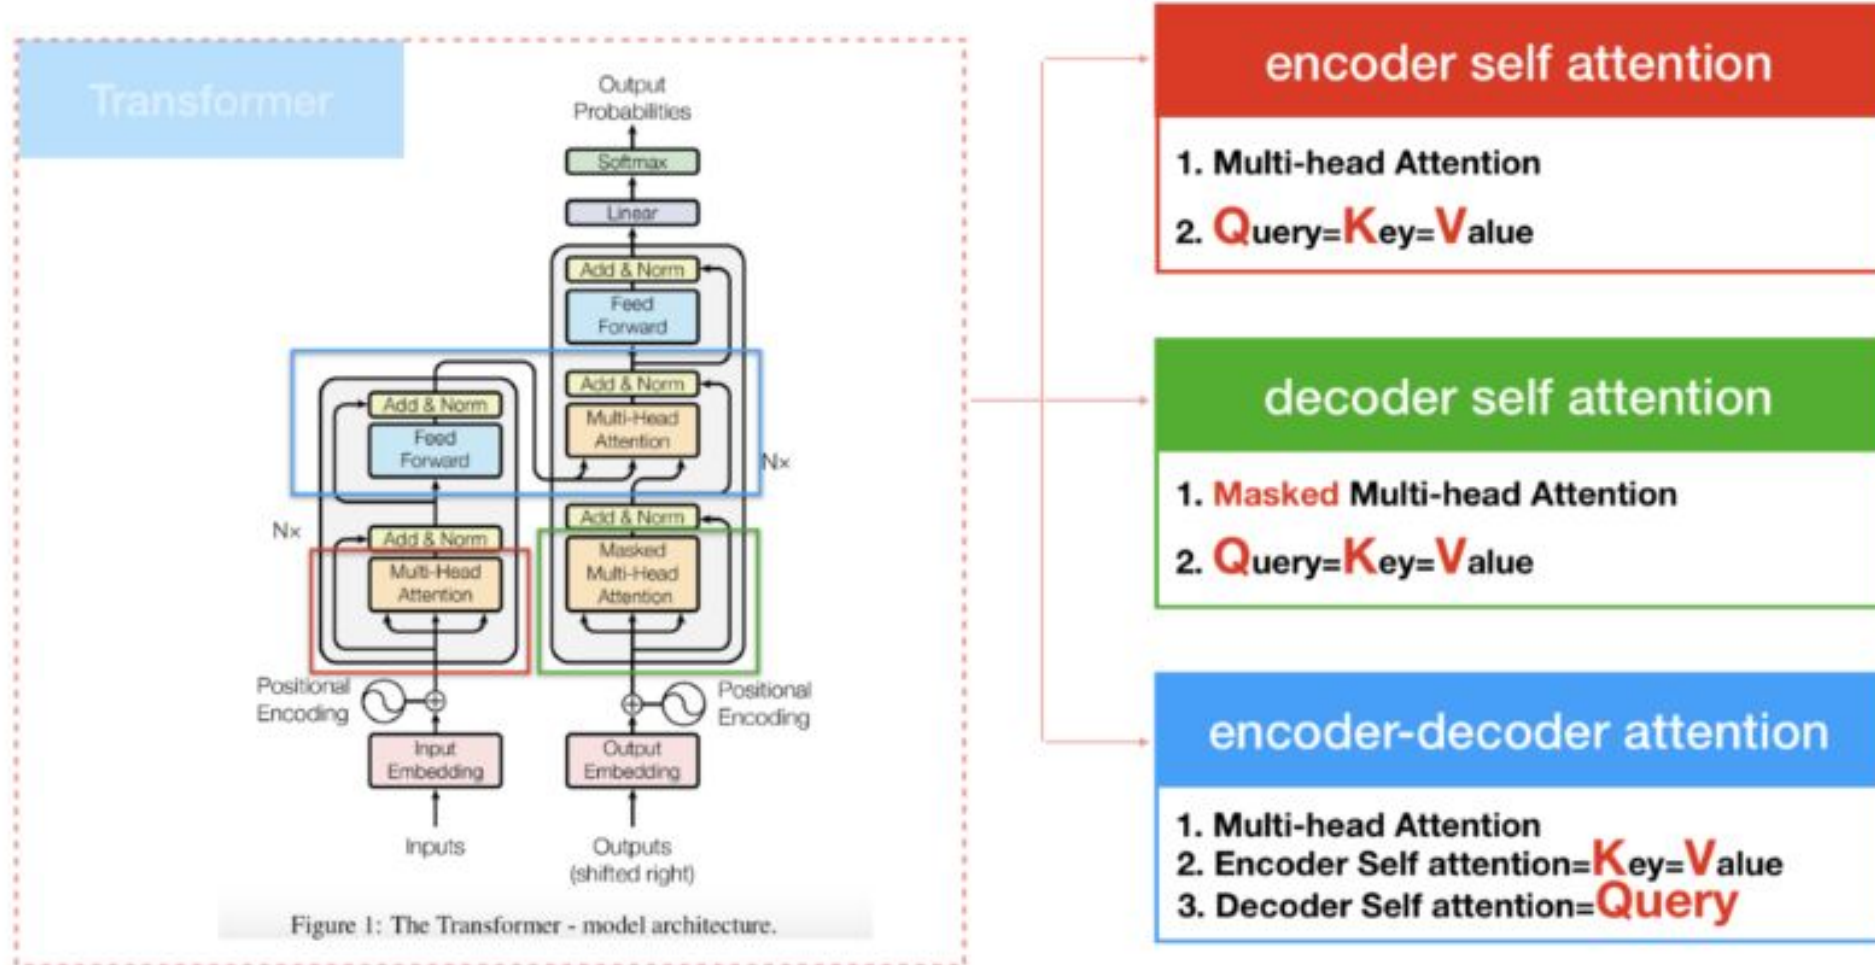 Transformer
Output
Probabilities
Softmax
Linear
Add & Norm
Feed
Forward
Add & Norm
Multi-Head
Attention
Nx
Add & Norm
Masked
Multi-Head
Attention
Add & Norm
Feed
Forward
Nx
Add & Norm
Multi-Head
Attention
Positional
Encoding
Positional
Encoding
Input
Embedding
Output
Embedding
Inputs
Outputs
(shifted right)
Figure 1: The Transformer - model architecture.
encoder self attention
1. Multi-head Attention
2. Query=Key=Value
decoder self attention
1. Masked Multi-head Attention
2. Query=Key=Value
encoder-decoder attention
1. Multi-head Attention
2. Encoder Self attention=Key=Value
3. Decoder Self attention=Query